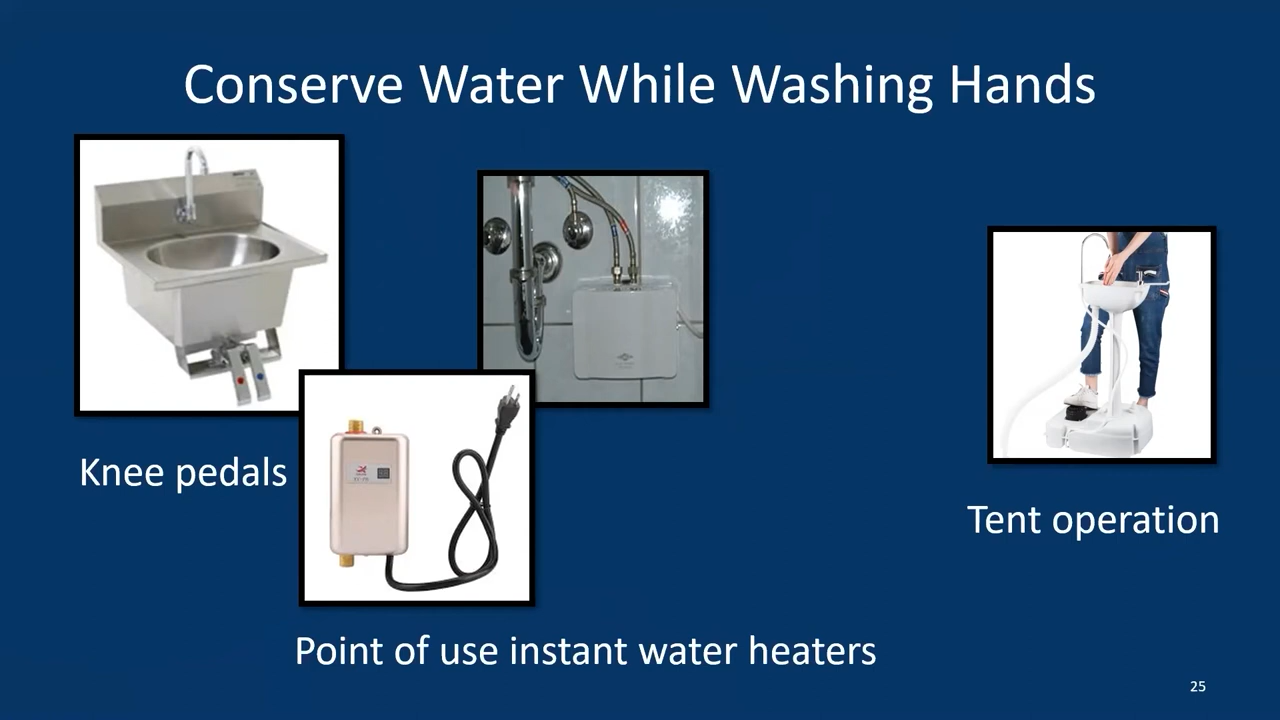 Conserve Water While Washing Hands
Knee pedals
Tent operation
Point of use instant water heaters
25